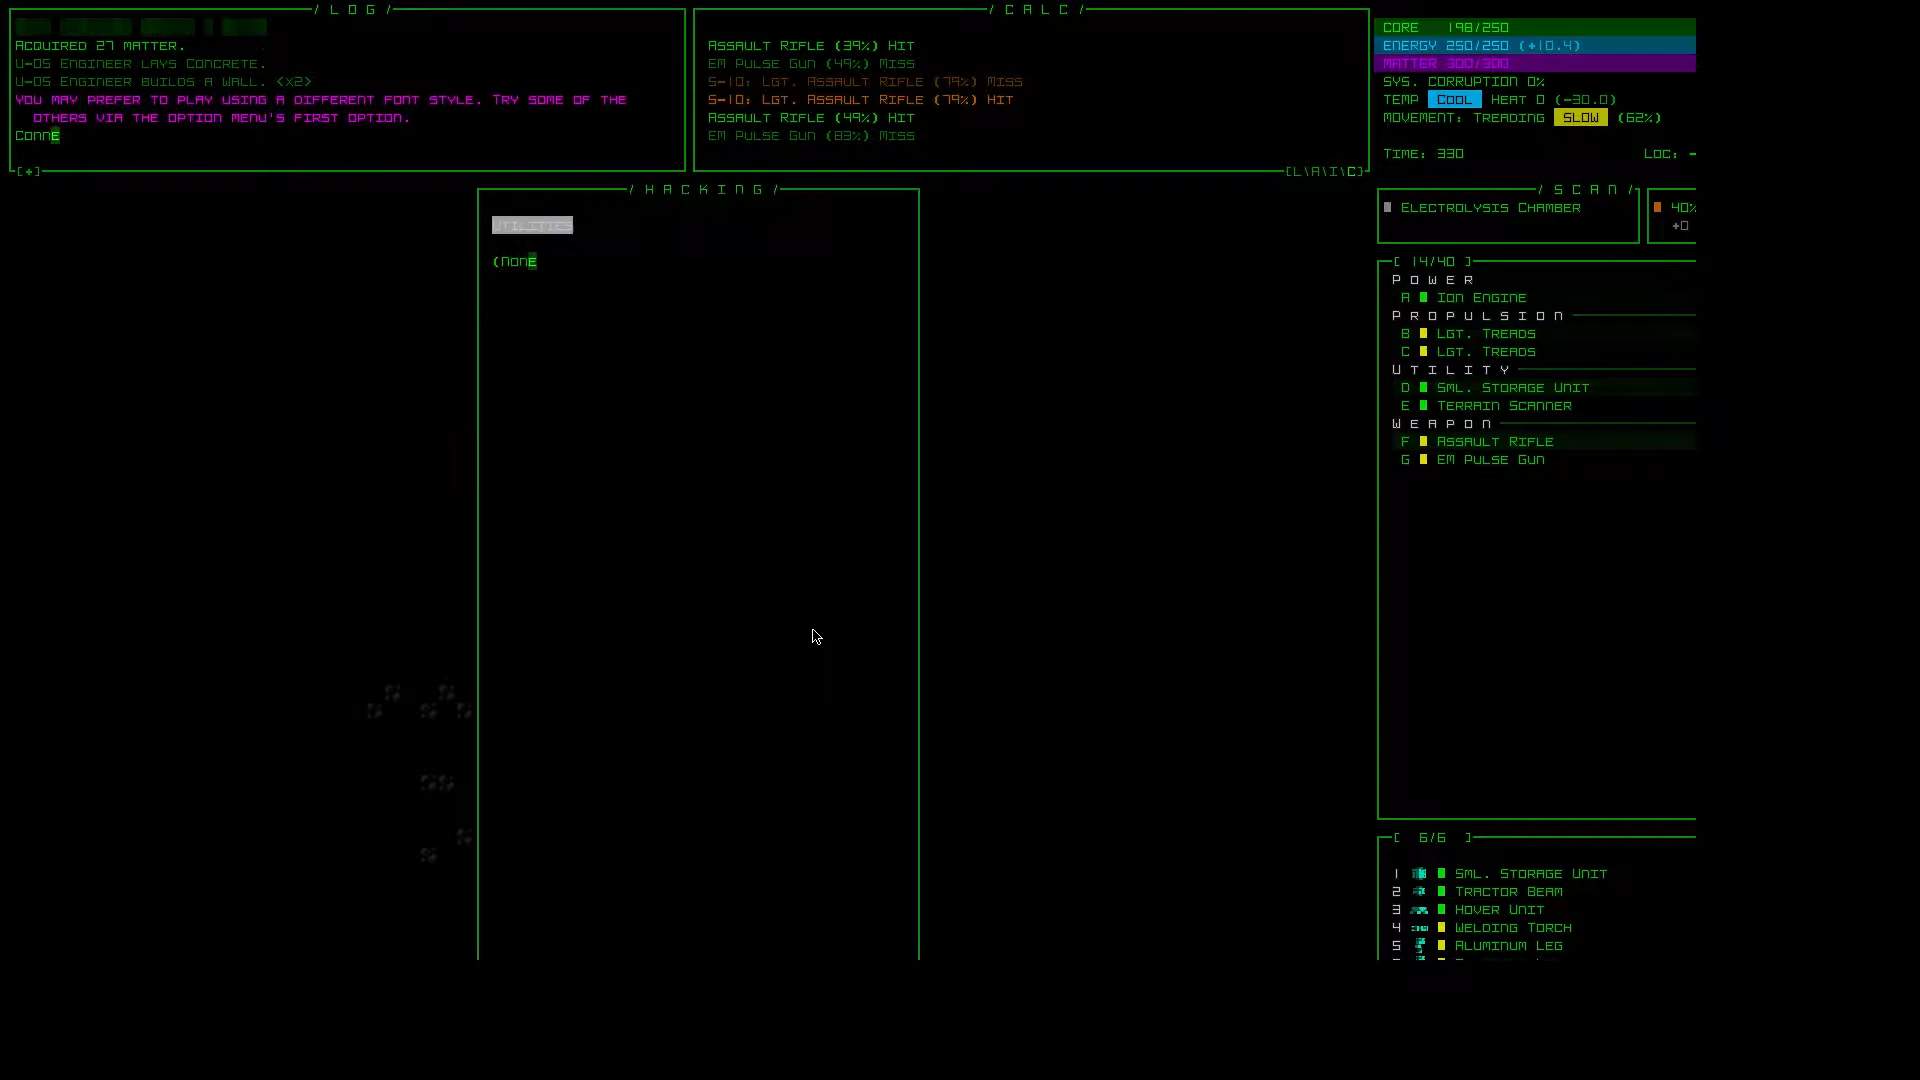 / L O G /
ACQUIRED 27 MATTER.
U-05 ENGINEER LAYS CONCRETE.
U-05 ENGINEER BUILDS A WALL. <x2>
YOU MAY PREFER TO PLAY USING A DIFFERENT FONT STYLE. TRY SOME OF THE
OTHERS VIA THE OPTION MENU'S FIRST OPTION.
CONNE
[+]
/ C A L C /
ASSAULT RIFLE (39%) HIT
EM PULSE GUN (49%) MISS
S-10: LGT. ASSAULT RIFLE (79%) MISS
S-10: LGT. ASSAULT RIFLE (79%) HIT
ASSAULT RIFLE (49%) HIT
EM PULSE GUN (83%) MISS
[L\A\I\C]
CORE 198/250
ENERGY 250/250 (+10.4)
MATTER 300/300
SYS. CORRUPTION 0%
TEMP COOL HEAT 0 (-30.0)
MOVEMENT: TREADING SLOW (62%)
TIME: 330 LOC: -
/ H A C K I N G /
UTILITIES
(NONE
/ S C A N /
ELECTROLYSIS CHAMBER
40%
+0
[ 14/40 ]
P O W E R
A ION ENGINE
P R O P U L S I O N
B LGT. TREADS
C LGT. TREADS
U T I L I T Y
D SML. STORAGE UNIT
E TERRAIN SCANNER
W E A P O N
F ASSAULT RIFLE
G EM PULSE GUN
[ 6/6 ]
1 SML. STORAGE UNIT
2 TRACTOR BEAM
3 HOVER UNIT
4 WELDING TORCH
5 ALUMINUM LEG